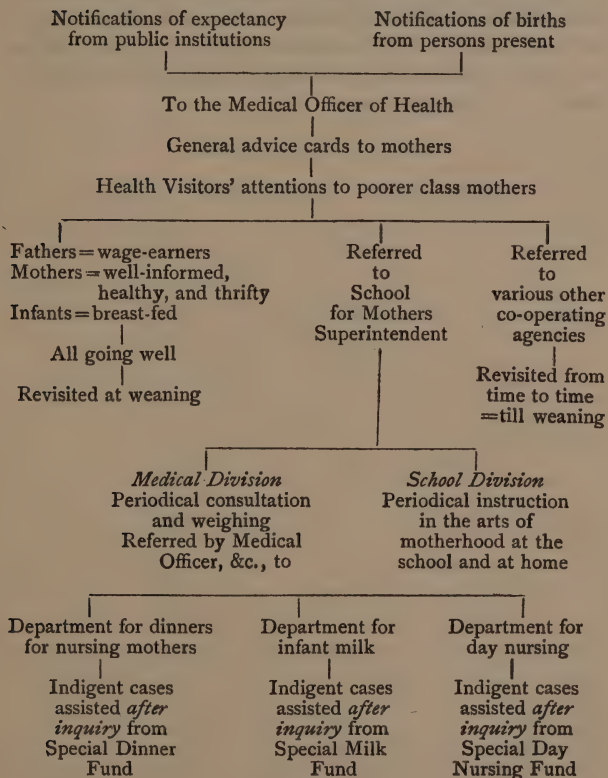 Notifications of expectancy
from public institutions
Notifications of births
from persons present
To the Medical Officer of Health
General advice cards to mothers
Health Visitors' attentions to poorer class mothers
Fathers = wage-earners
Mothers = well-informed,
healthy, and thrifty
Infants = breast-fed
All going well
Revisited at weaning
Referred
to
School
for Mothers
Superintendent
Referred
to
various other
co-operating
agencies
Revisited from
time to time
=till weaning
Medical Division
Periodical consultation
and weighing
Referred by Medical
Officer, &c., to
School Division
Periodical instruction
in the arts of
motherhood at the
school and at home
Department for dinners
for nursing mothers
Indigent cases
assisted after
inquiry from
Special Dinner
Fund
Department for
infant milk
Indigent cases
assisted after
inquiry from
Special Milk
Fund
Department for
day nursing
Indigent cases
assisted after
inquiry from
Special Day
Nursing Fund